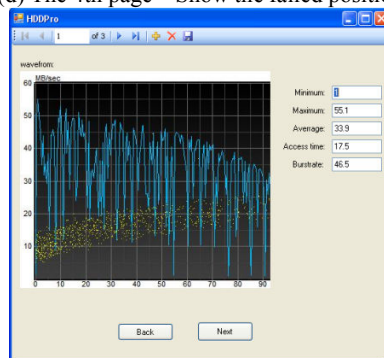 (d) The 4th page – Show the failed positi
HDDPro
1 of 3
wavefrom:
MB/sec
60
50
40
30
20
10
0 10 20 30 40 50 60 70 80 90
Minimum: 1
Maximum: 55.1
Average: 33.9
Access time: 17.5
Burstrate: 46.5
Back Next